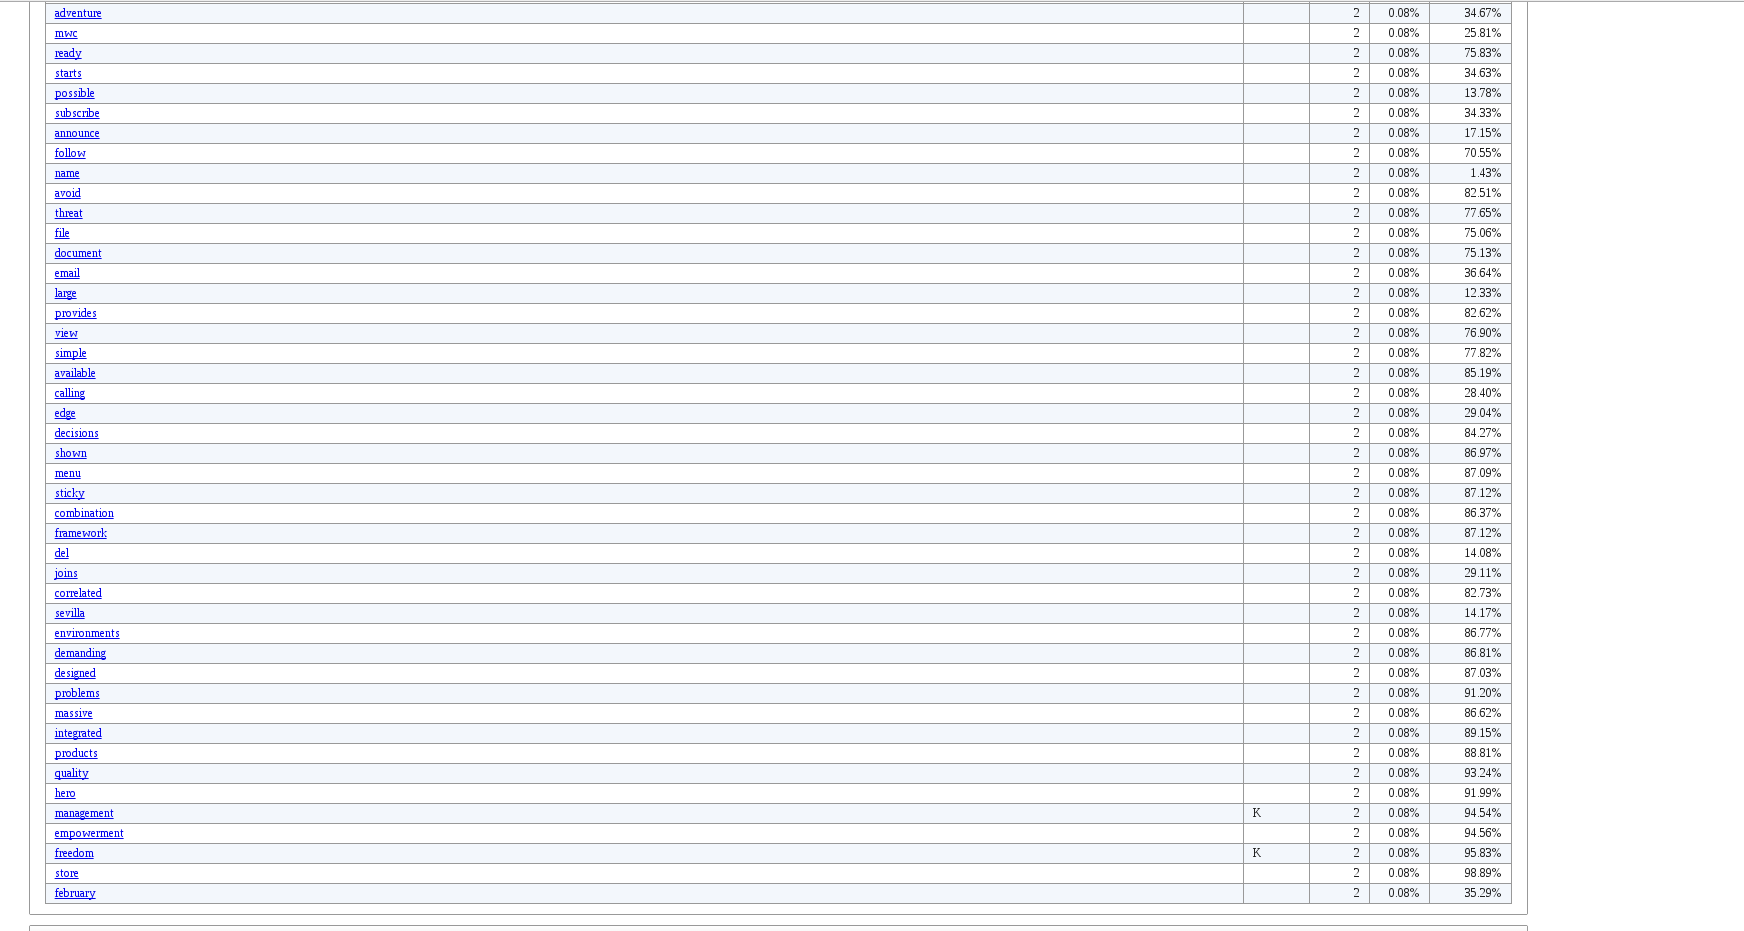 adventure 2 0.08% 34.67%
mwc 2 0.08% 25.81%
ready 2 0.08% 75.83%
starts 2 0.08% 34.63%
possible 2 0.08% 13.78%
subscribe 2 0.08% 34.33%
announce 2 0.08% 17.15%
follow 2 0.08% 70.55%
name 2 0.08% 1.43%
avoid 2 0.08% 82.51%
threat 2 0.08% 77.65%
file 2 0.08% 75.06%
document 2 0.08% 75.13%
email 2 0.08% 36.64%
large 2 0.08% 12.33%
provides 2 0.08% 82.62%
view 2 0.08% 76.90%
simple 2 0.08% 77.82%
available 2 0.08% 85.19%
calling 2 0.08% 28.40%
edge 2 0.08% 29.04%
decisions 2 0.08% 84.27%
shown 2 0.08% 86.97%
menu 2 0.08% 87.09%
sticky 2 0.08% 87.12%
combination 2 0.08% 86.37%
framework 2 0.08% 87.12%
del 2 0.08% 14.08%
joins 2 0.08% 29.11%
correlated 2 0.08% 82.73%
sevilla 2 0.08% 14.17%
environments 2 0.08% 86.77%
demanding 2 0.08% 86.81%
designed 2 0.08% 87.03%
problems 2 0.08% 91.20%
massive 2 0.08% 86.62%
integrated 2 0.08% 89.15%
products 2 0.08% 88.81%
quality 2 0.08% 93.24%
hero 2 0.08% 91.99%
management K 2 0.08% 94.54%
empowerment 2 0.08% 94.56%
freedom K 2 0.08% 95.83%
store 2 0.08% 98.89%
february 2 0.08% 35.29%